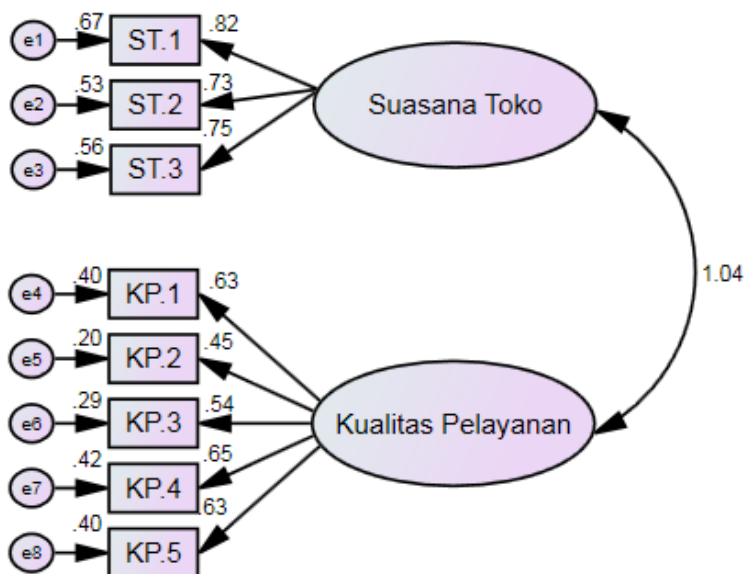 .67
.82
e1
ST.1
.53
.73
e2
ST.2
Suasana Toko
.56
.75
e3
ST.3
1.04
.40
.63
e4
KP.1
.20
.45
e5
KP.2
.29
.54
e6
KP.3
Kualitas Pelayanan
.42
.65
e7
KP.4
.40
.63
e8
KP.5